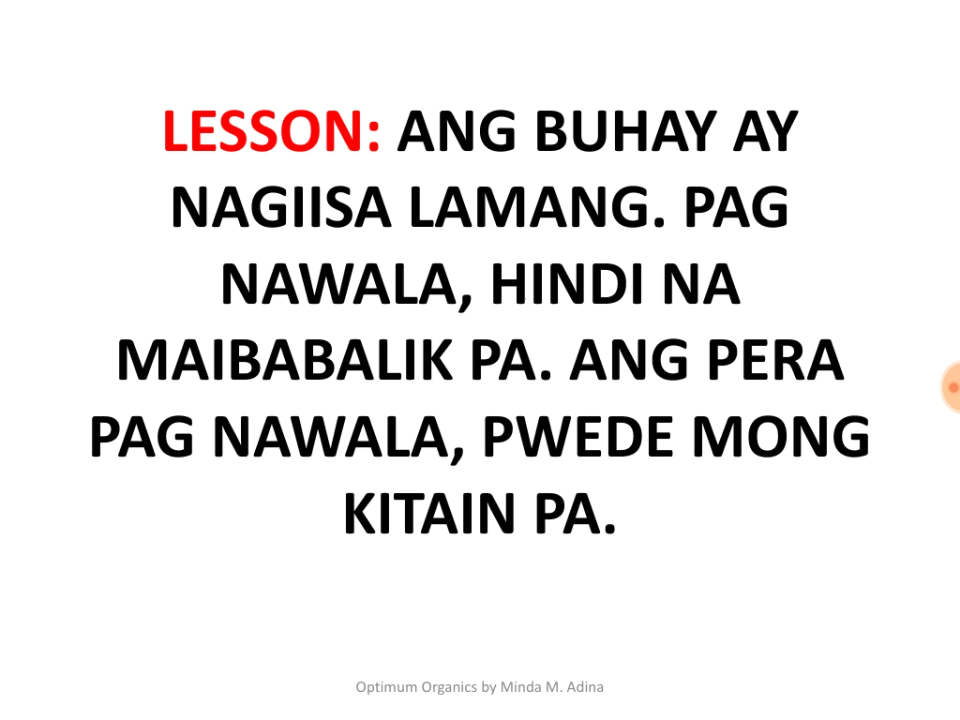 LESSON: ANG BUHAY AY
NAGIISA LAMANG. PAG
NAWALA, HINDI NA
MAIBABALIK PA. ANG PERA
PAG NAWALA, PWEDE MONG
KITAIN PA.
Optimum Organics by Minda M. Adina